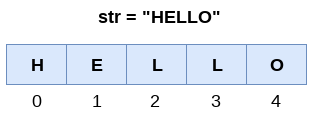 str = "HELLO"
H E L L O
0 1 2 3 4